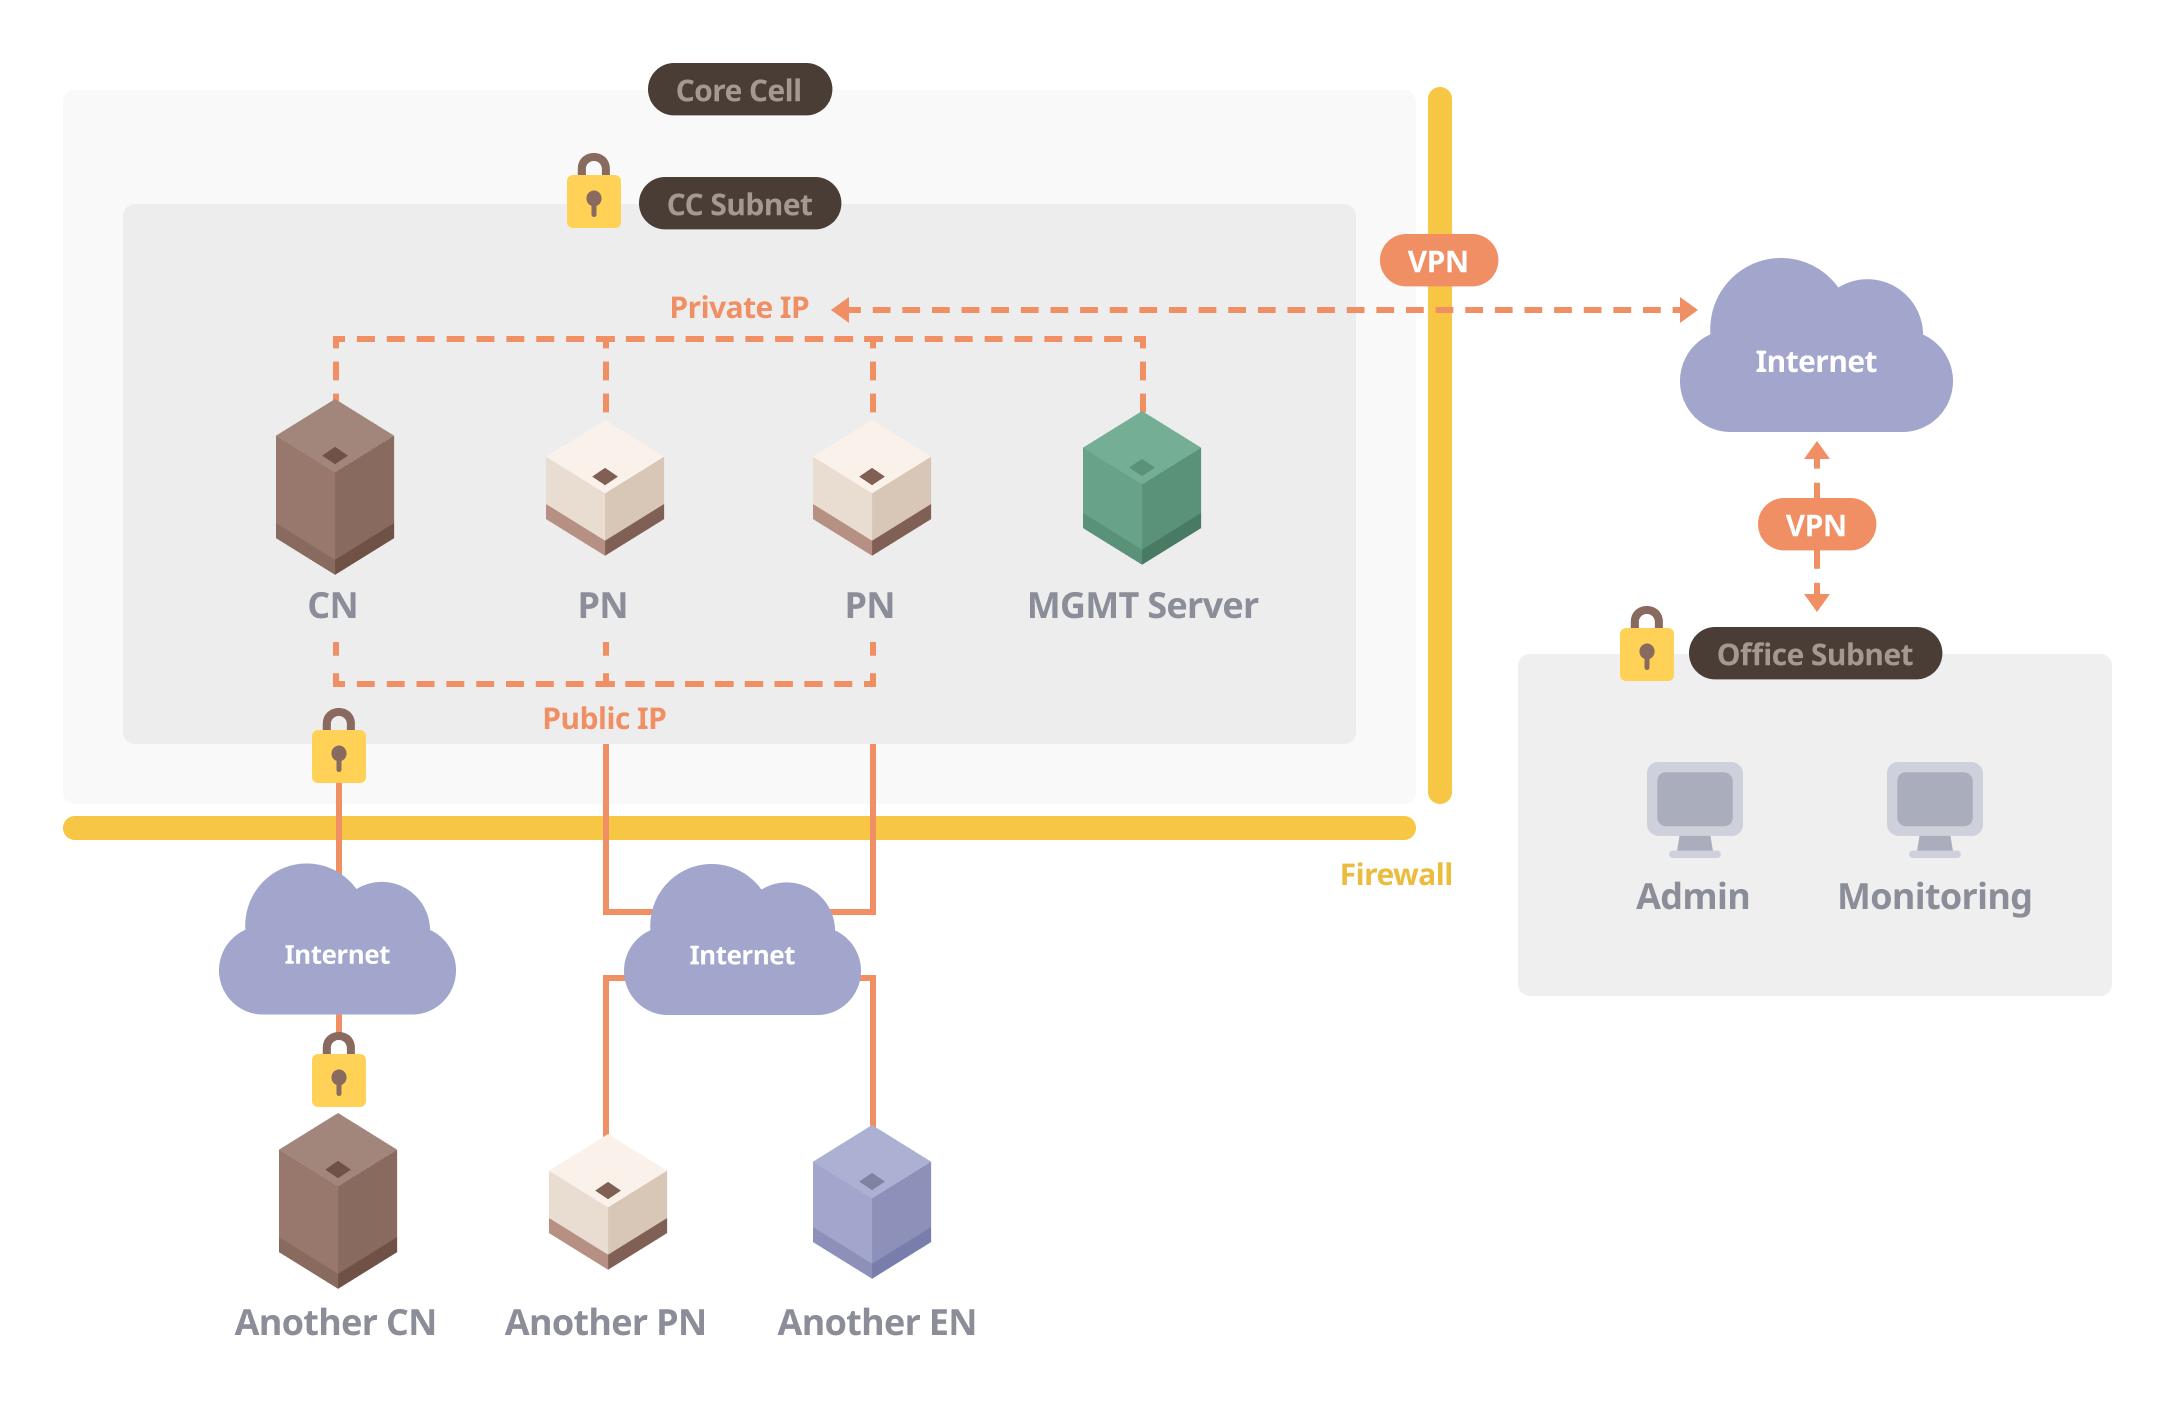 Core Cell
CC Subnet
VPN
Private IP
Internet
CN
PN
PN
MGMT Server
VPN
Office Subnet
Public IP
Firewall
Admin
Monitoring
Internet
Internet
Another CN
Another PN
Another EN